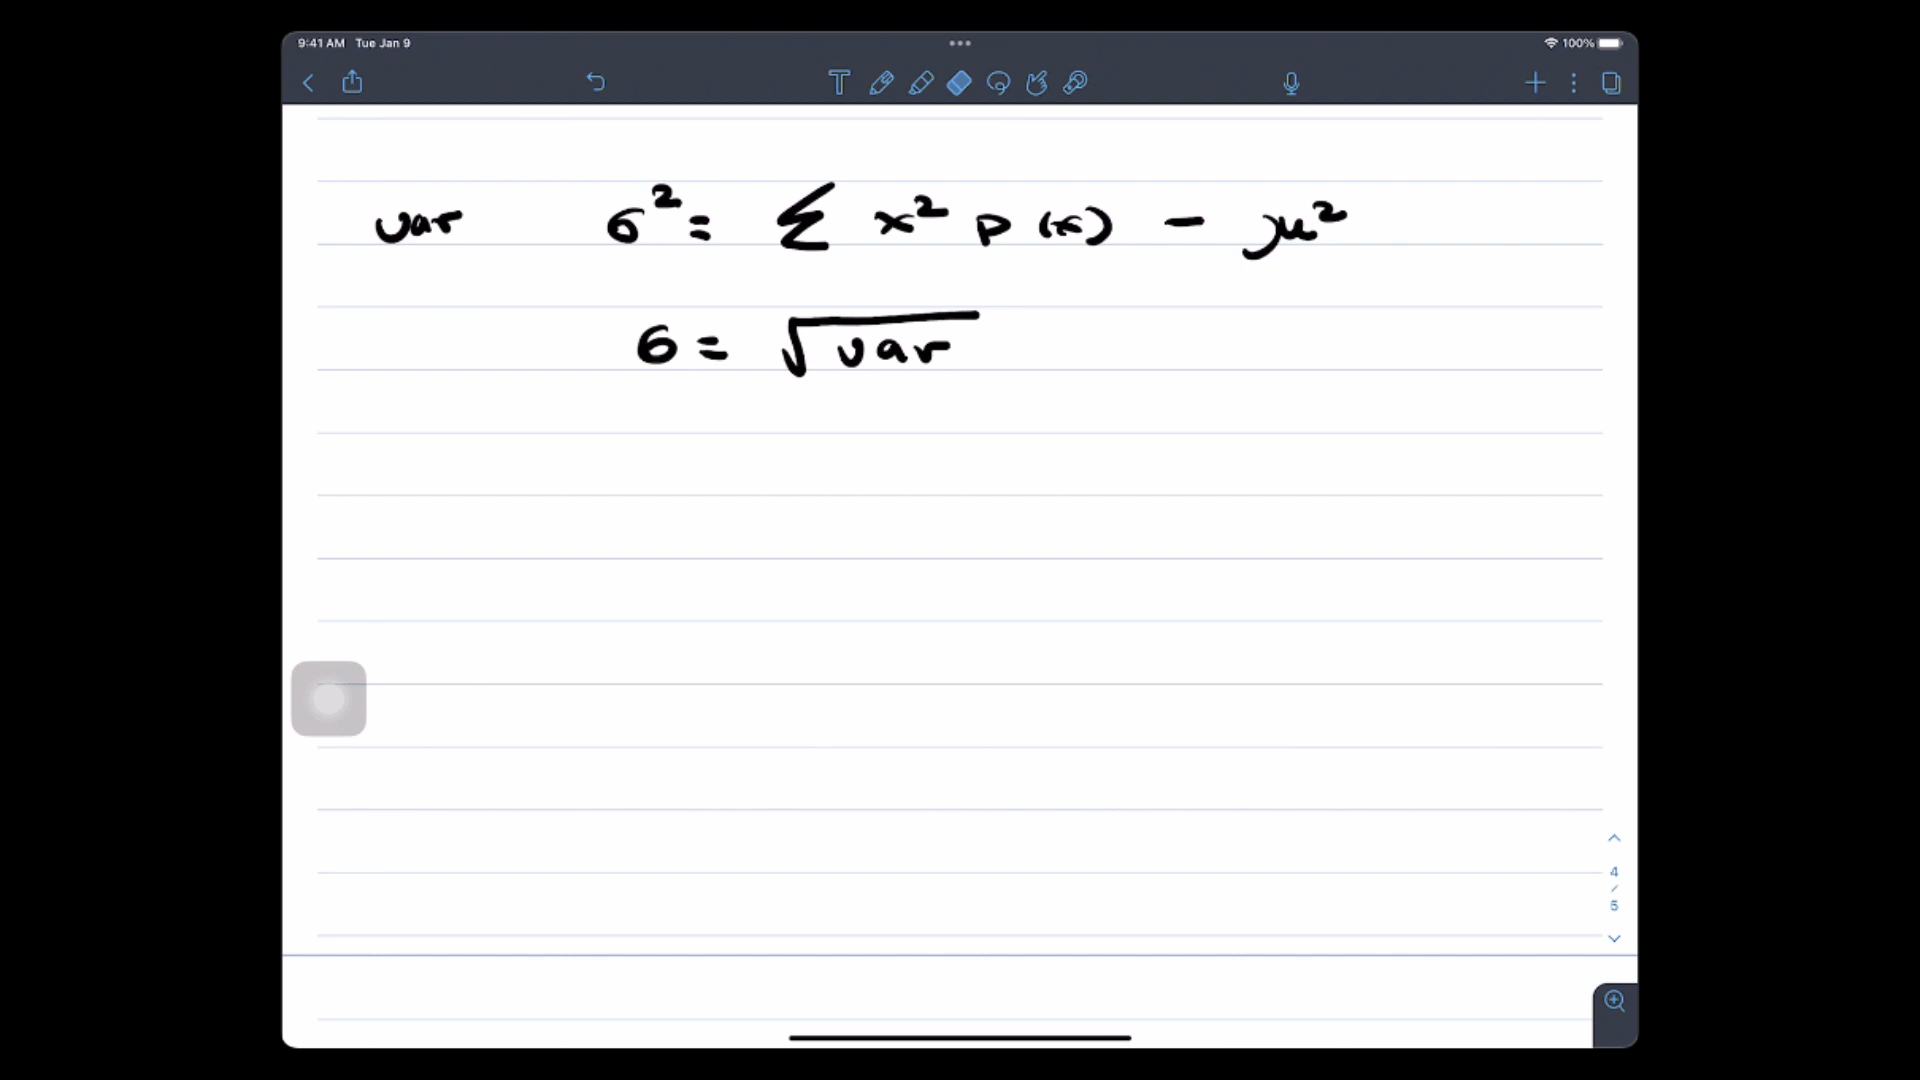 9:41 AM Tue Jan 9 100%
var σ² = Σ x² P (x) - μ²
σ = √var
4
/
5